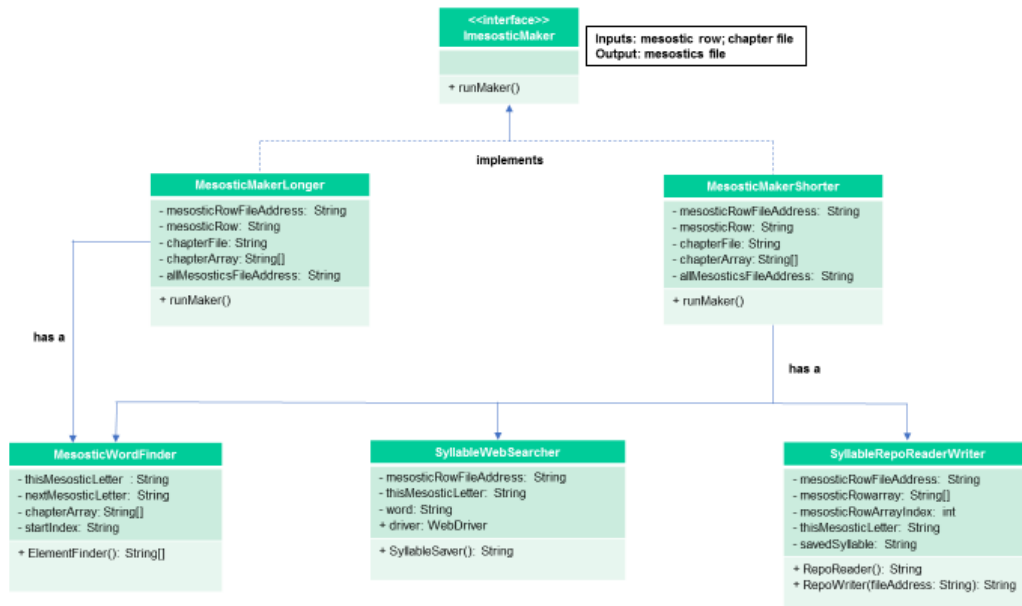 <<interface>>
ImesosticMaker
+ runMaker()
Inputs: mesostic row; chapter file
Output: mesostics file
implements
MesosticMakerLonger
- mesosticRowFileAddress: String
- mesosticRow: String
- chapterFile: String
- chapterArray: String[]
- allMesosticsFileAddress: String
+ runMaker()
MesosticMakerShorter
- mesosticRowFileAddress: String
- mesosticRow: String
- chapterFile: String
- chapterArray: String[]
- allMesosticsFileAddress: String
+ runMaker()
has a
has a
MesosticWordFinder
- thisMesosticLetter : String
- nextMesosticLetter: String
- chapterArray: String[]
- startIndex: String
+ ElementFinder(): String[]
SyllableWebSearcher
- mesosticRowFileAddress: String
- thisMesosticLetter: String
- word: String
+ driver: WebDriver
+ SyllableSaver(): String
SyllableRepoReaderWriter
- mesosticRowFileAddress: String
- mesosticRowarray: String[]
- mesosticRowArrayIndex: int
- thisMesosticLetter: String
- savedSyllable: String
+ RepoReader(): String
+ RepoWriter(fileAddress: String): String